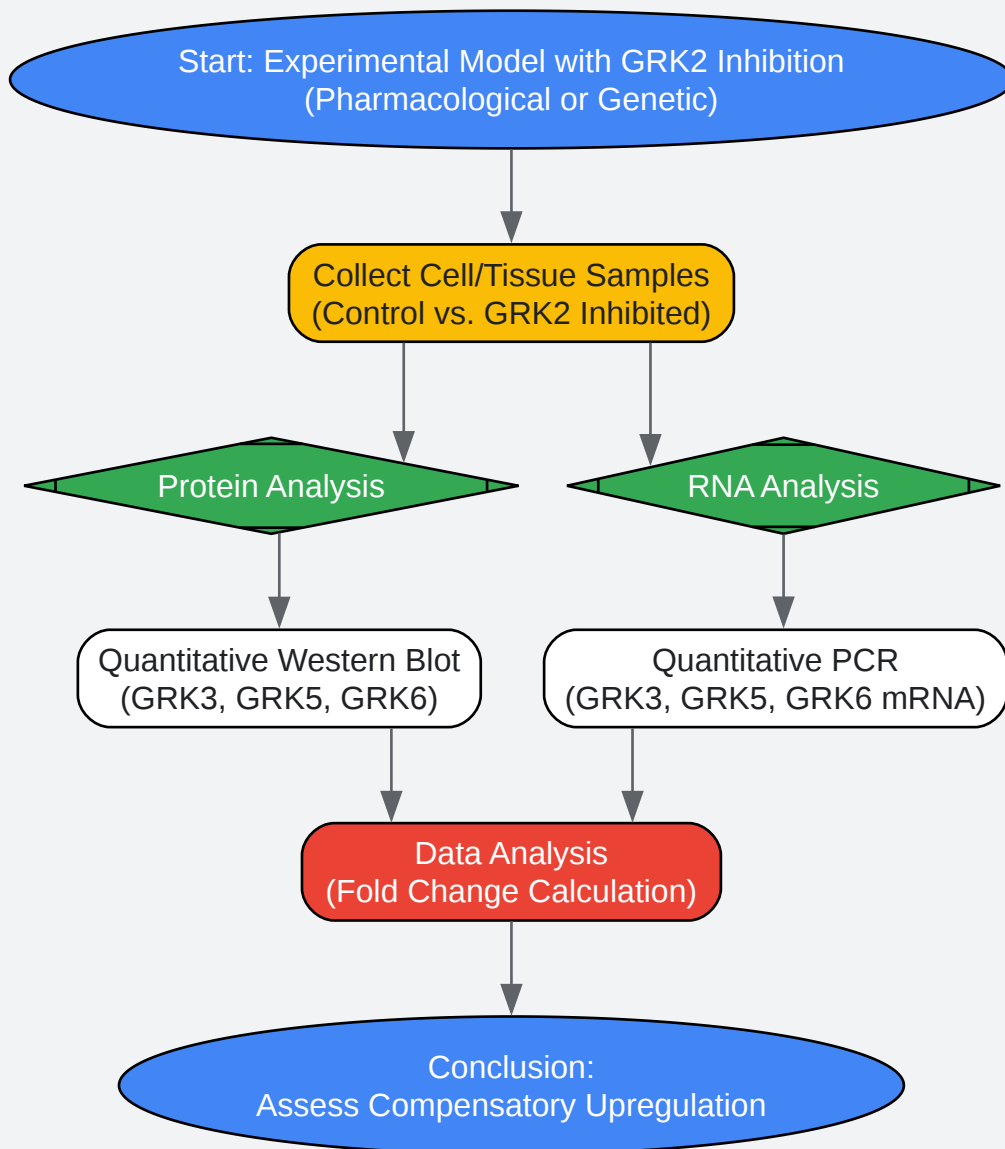 Start: Experimental Model with GRK2 Inhibition
(Pharmacological or Genetic)
Collect Cell/Tissue Samples
(Control vs. GRK2 Inhibited)
Protein Analysis
RNA Analysis
Quantitative Western Blot
(GRK3, GRK5, GRK6)
Quantitative PCR
(GRK3, GRK5, GRK6 mRNA)
Data Analysis
(Fold Change Calculation)
Conclusion:
Assess Compensatory Upregulation